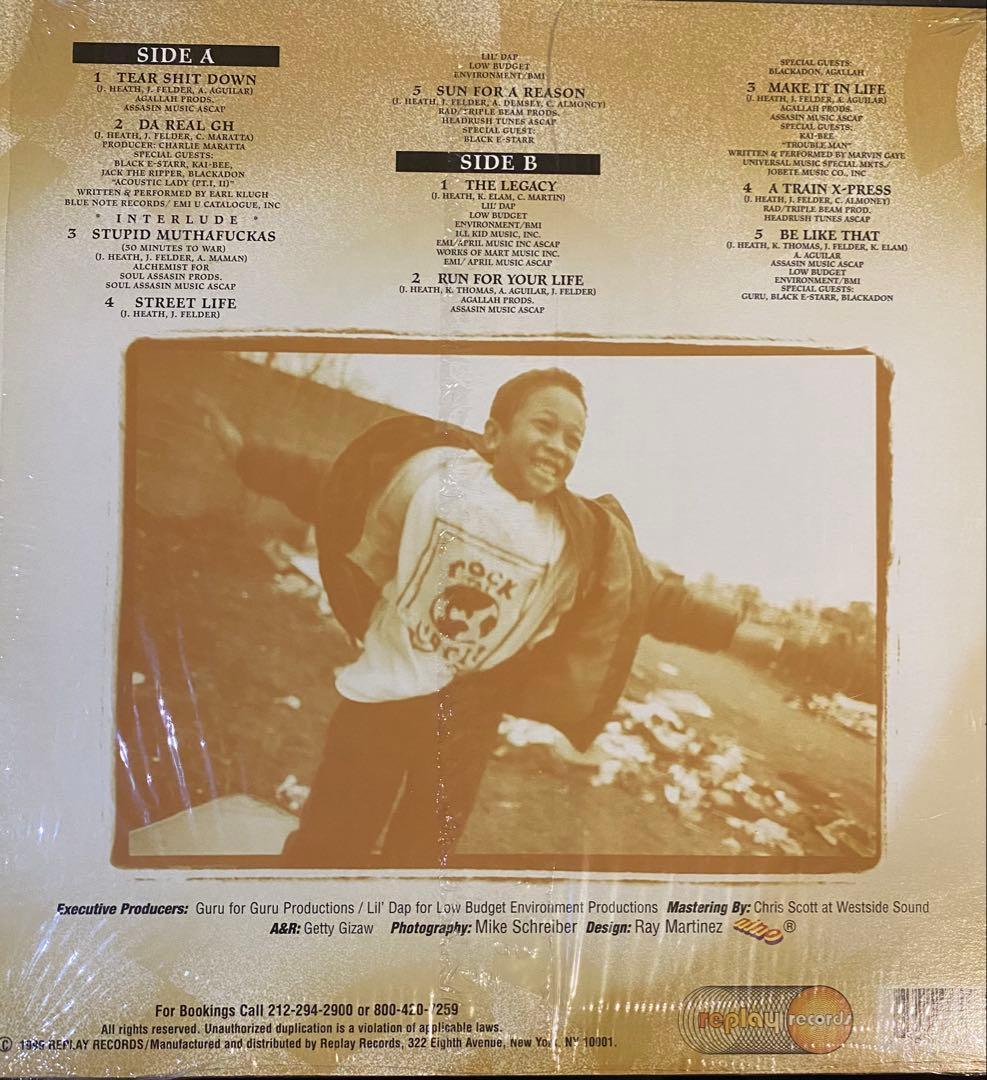 SIDE A
1 TEAR SHIT DOWN
(J. HEATH, J. FELDER, A. AGUILAR)
AGALLAH PRODS.
ASSASIN MUSIC ASCAP
2 DA REAL GH
(J. HEATH, J. FELDER, C. MARATTA)
PRODUCER: CHARLIE MARATTA
SPECIAL GUESTS:
BLACK E-STARR, KAI-BEE,
JACK THE RIPPER, BLACKADON
"ACOUSTIC LADY (PT.I, II)"
WRITTEN & PERFORMED BY EARL KLUGH
BLUE NOTE RECORDS/ EMI U CATALOGUE, INC
* INTERLUDE *
3 STUPID MUTHAFUCKAS
(30 MINUTES TO WAR)
(J. HEATH, J. FELDER, A. MAMAN)
ALCHEMIST FOR
SOUL ASSASIN PRODS.
SOUL ASSASIN MUSIC ASCAP
4 STREET LIFE
(J. HEATH, J. FELDER)
LIL' DAP
LOW BUDGET
ENVIRONMENT/BMI
5 SUN FOR A REASON
(J. HEATH, J. FELDER, A. DEMSEY, C. ALMONCY)
RAD/TRIPLE BEAM PRODS.
HEADRUSH TUNES ASCAP
SPECIAL GUEST:
BLACK E-STARR
SIDE B
1 THE LEGACY
(J. HEATH, K. ELAM, C. MARTIN)
LIL' DAP
LOW BUDGET
ENVIRONMENT/BMI
ILL KID MUSIC, INC.
EMI/APRIL MUSIC INC ASCAP
WORKS OF MART MUSIC INC.
EMI/ APRIL MUSIC ASCAP
2 RUN FOR YOUR LIFE
(J. HEATH, K. THOMAS, A. AGUILAR, J. FELDER)
AGALLAH PRODS.
ASSASIN MUSIC ASCAP
SPECIAL GUESTS:
BLACKADON, AGALLAH
3 MAKE IT IN LIFE
(J. HEATH, J. FELDER, A. AGUILAR)
AGALLAH PRODS.
ASSASIN MUSIC ASCAP
SPECIAL GUESTS:
KAI-BEE
"TROUBLE MAN"
WRITTEN & PERFORMED BY MARVIN GAYE
UNIVERSAL MUSIC SPECIAL MKTS./
JOBETE MUSIC CO., INC
4 A TRAIN X-PRESS
(J. HEATH, J. FELDER, C. ALMONEY)
RAD/TRIPLE BEAM PROD.
HEADRUSH TUNES ASCAP
5 BE LIKE THAT
(J. HEATH, K. THOMAS, J. FELDER, K. ELAM)
A. AGUILAR
ASSASIN MUSIC ASCAP
LOW BUDGET
ENVIRONMENT/BMI
SPECIAL GUESTS:
GURU, BLACK E-STARR, BLACKADON
ROCK
Executive Producers: Guru for Guru Productions / Lil' Dap for Low Budget Environment Productions Mastering By: Chris Scott at Westside Sound
A&R: Getty Gizaw Photography: Mike Schreiber Design: Ray Martinez ®
For Bookings Call 212-294-2900 or 800-420-7259
All rights reserved. Unauthorized duplication is a violation of applicable laws.
© REPLAY RECORDS/Manufactured and distributed by Replay Records, 322 Eighth Avenue, New York, NY 10001.
replay records